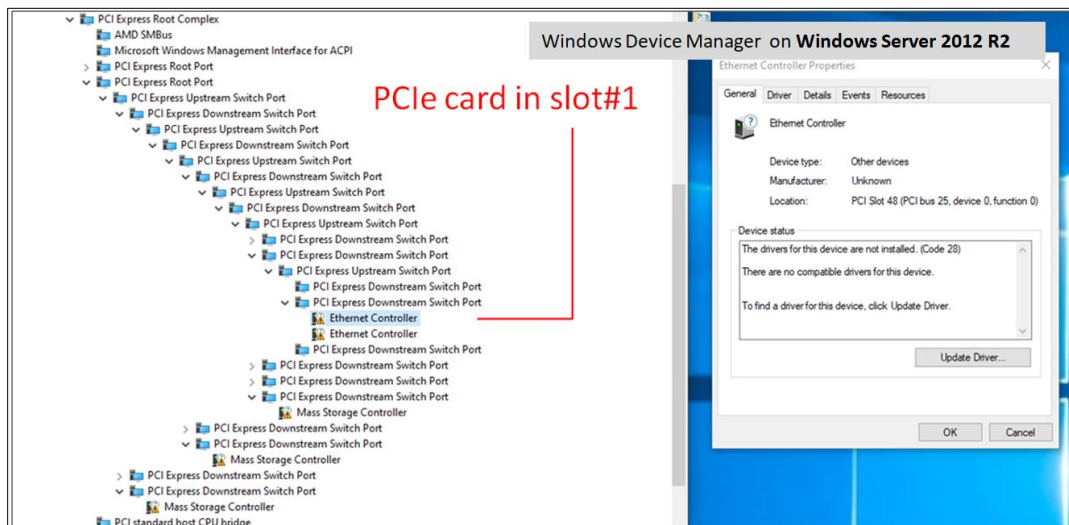 PCI Express Root Complex
AMD SMBus
Microsoft Windows Management Interface for ACPI
PCI Express Root Port
PCI Express Root Port
PCI Express Upstream Switch Port
PCI Express Downstream Switch Port
PCI Express Upstream Switch Port
PCI Express Downstream Switch Port
PCI Express Upstream Switch Port
PCI Express Downstream Switch Port
PCI Express Upstream Switch Port
PCI Express Downstream Switch Port
PCI Express Upstream Switch Port
PCI Express Downstream Switch Port
PCI Express Downstream Switch Port
PCI Express Upstream Switch Port
PCI Express Downstream Switch Port
PCI Express Downstream Switch Port
Ethernet Controller
Ethernet Controller
PCI Express Downstream Switch Port
PCI Express Downstream Switch Port
PCI Express Downstream Switch Port
PCI Express Downstream Switch Port
Mass Storage Controller
PCI Express Downstream Switch Port
PCI Express Downstream Switch Port
Mass Storage Controller
PCI Express Downstream Switch Port
PCI Express Downstream Switch Port
Mass Storage Controller
PCI standard host CPU bridge
PCIe card in slot#1
Windows Device Manager on Windows Server 2012 R2
Ethernet Controller Properties
General Driver Details Events Resources
Ethernet Controller
Device type: Other devices
Manufacturer: Unknown
Location: PCI Slot 48 (PCI bus 25, device 0, function 0)
Device status
The drivers for this device are not installed. (Code 28)
There are no compatible drivers for this device.
To find a driver for this device, click Update Driver.
Update Driver...
OK Cancel